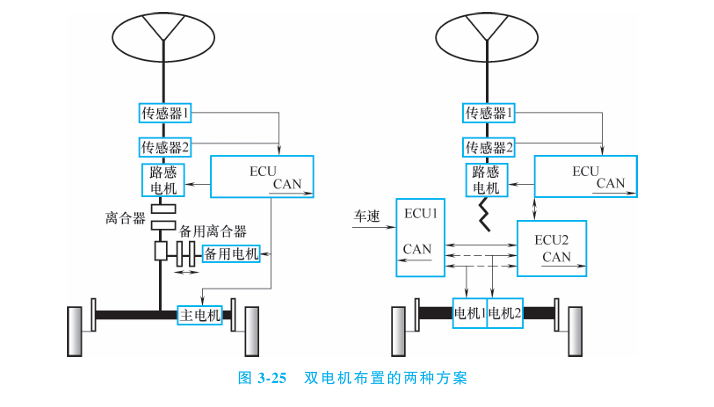 传感器1
传感器2
路感
电机
ECU
CAN
离合器
备用离合器
备用电机
主电机
传感器1
传感器2
路感
电机
ECU
CAN
车速
ECU1
CAN
ECU2
CAN
电机1
电机2
图 3-25 双电机布置的两种方案